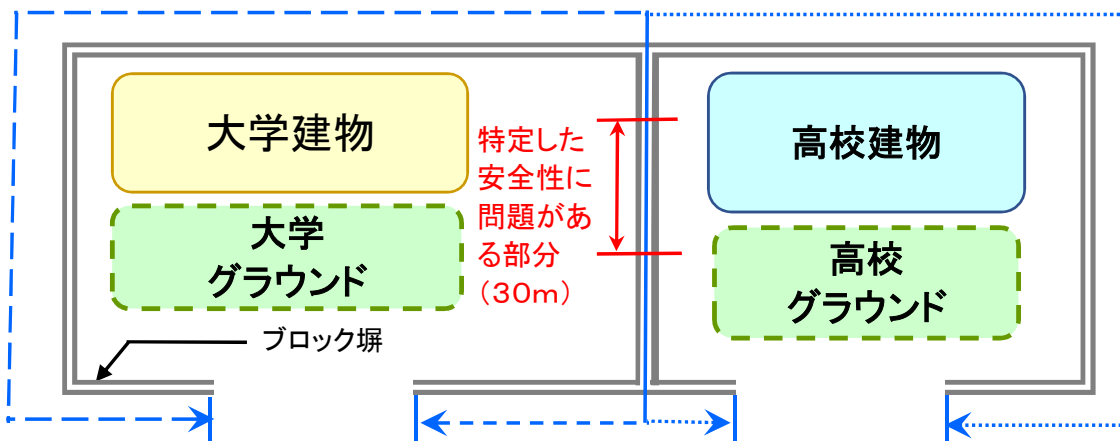 大学建物
大学
グラウンド
特定した
安全性に
問題があ
る部分
（30ｍ）
高校建物
高校
グラウンド
ブロック塀